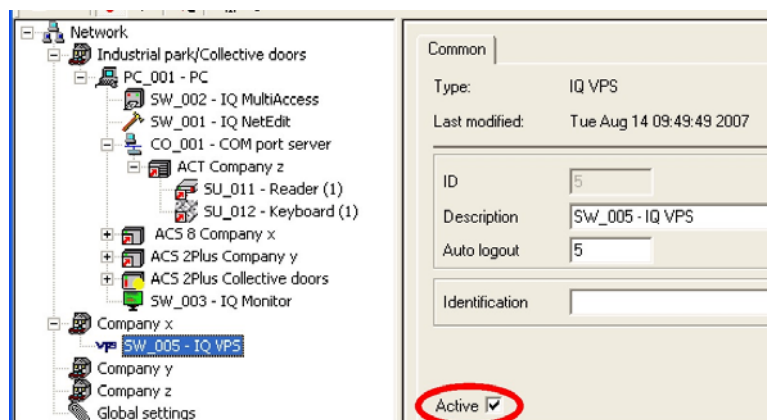 Network
Industrial park/Collective doors
PC_001 - PC
SW_002 - IQ MultiAccess
SW_001 - IQ NetEdit
CO_001 - COM port server
ACT Company z
SU_011 - Reader (1)
SU_012 - Keyboard (1)
ACS 8 Company x
ACS 2Plus Company y
ACS 2Plus Collective doors
SW_003 - IQ Monitor
Company x
VPS SW_005 - IQ VPS
Company y
Company z
Global settings
Common
Type: IQ VPS
Last modified: Tue Aug 14 09:49:49 2007
ID 5
Description SW_005 - IQ VPS
Auto logout 5
Identification
Active